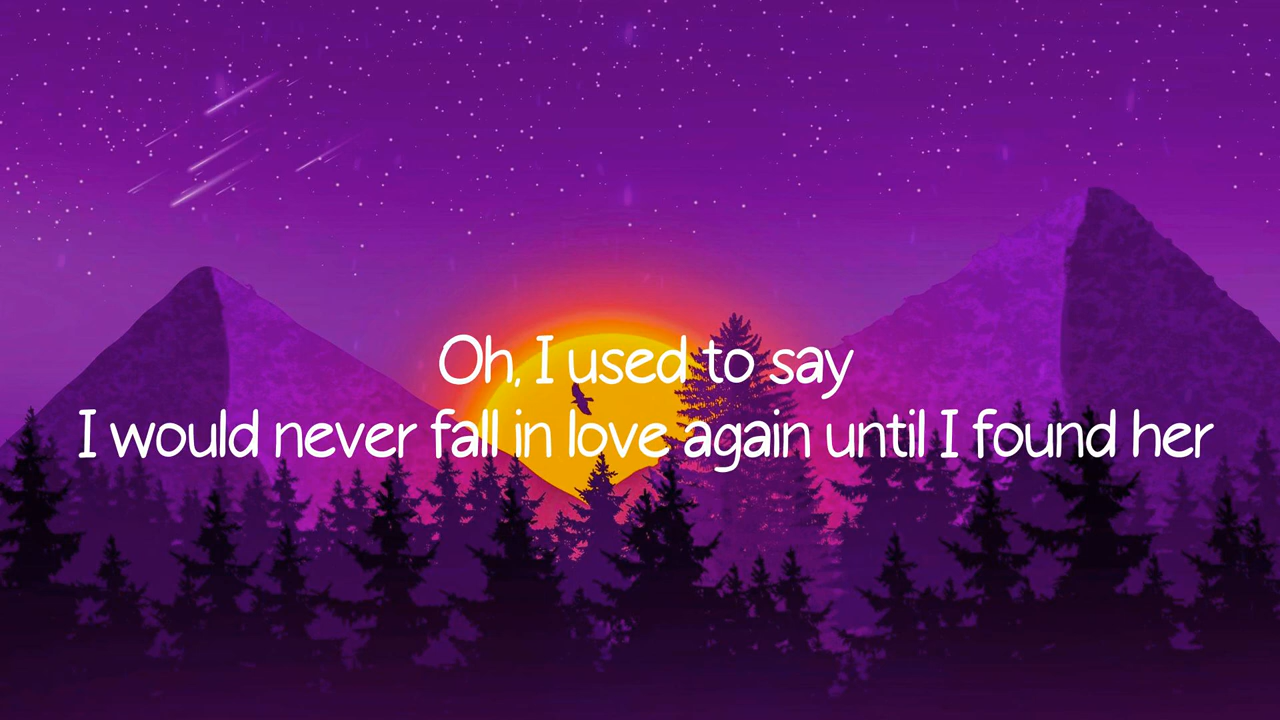 Oh, I used to say
I would never fall in love again until I found her